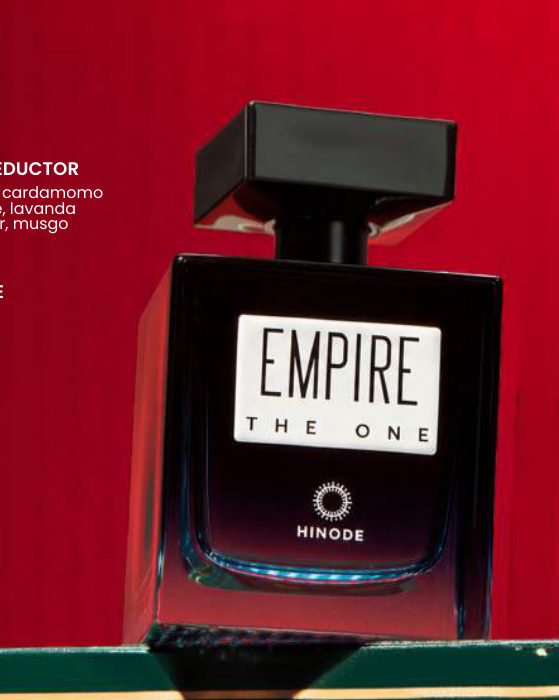 EDUCTOR
cardamomo
, lavanda
r, musgo
E
EMPIRE
THE ONE
HINODE